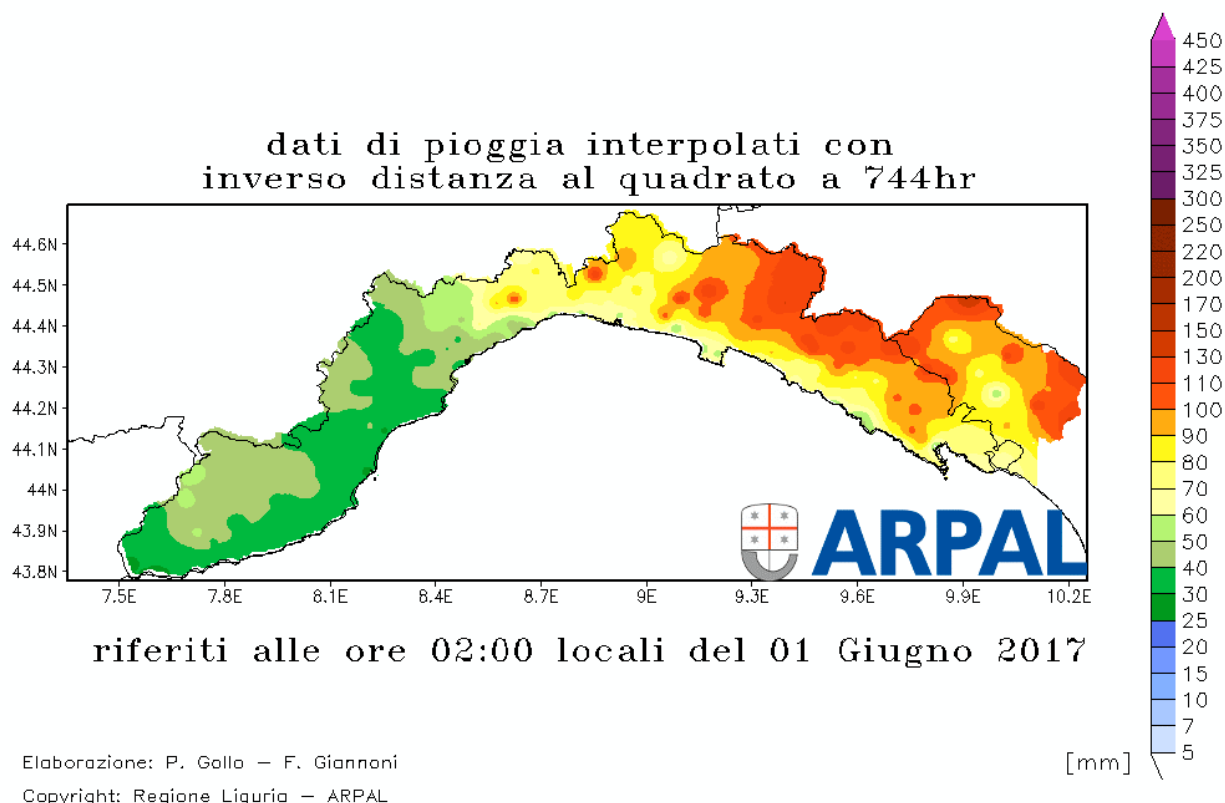 dati di pioggia interpolati con
inverso distanza al quadrato a 744hr
44.6N
44.5N
44.4N
44.3N
44.2N
44.1N
44N
43.9N
43.8N
7.5E 7.8E 8.1E 8.4E 8.7E 9E 9.3E 9.6E 9.9E 10.2E
ARPAL
450
425
400
375
350
325
300
250
220
200
170
150
130
110
100
90
80
70
60
50
40
30
25
20
15
10
7
5
[mm]
riferiti alle ore 02:00 locali del 01 Giugno 2017
Elaborazione: P. Gollo – F. Giannoni
Copyright: Regione Liguria – ARPAL